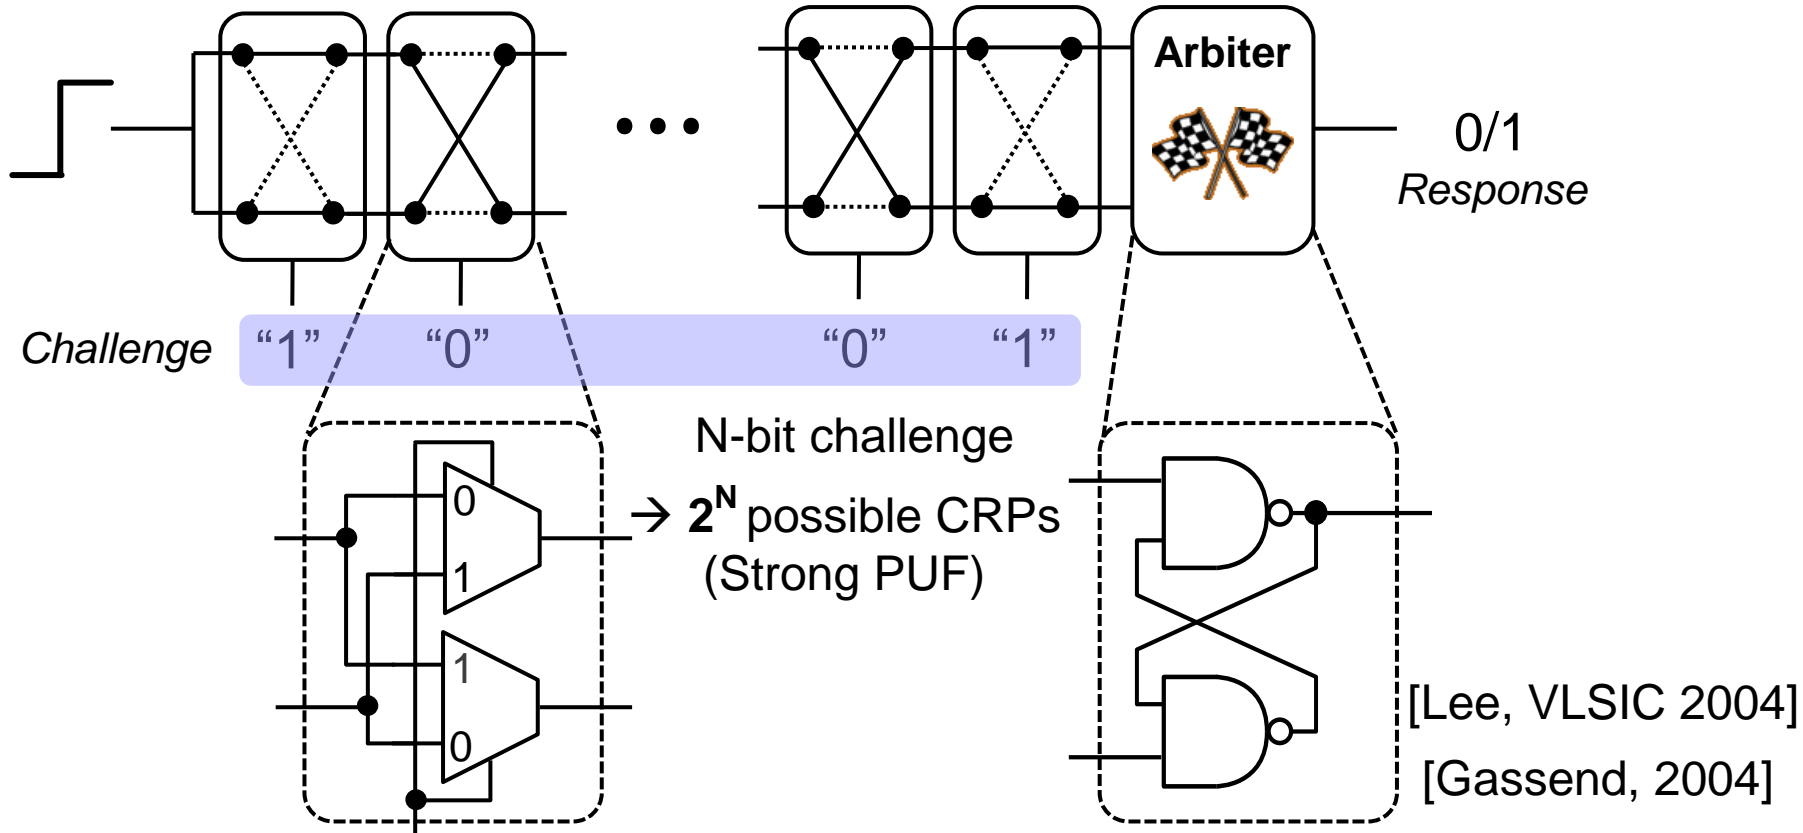 Arbiter
0/1
Response
Challenge “1” “0” “0” “1”
N-bit challenge
→ 2^N possible CRPs
(Strong PUF)
0
1
1
0
[Lee, VLSIC 2004]
[Gassend, 2004]